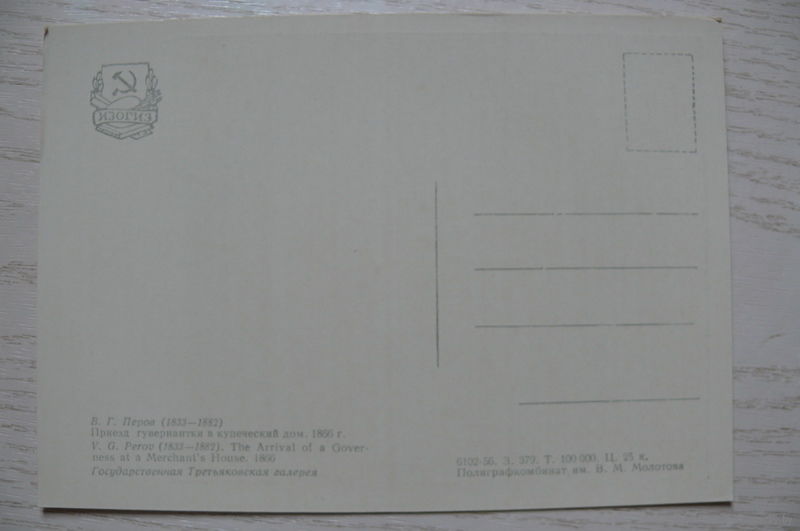 ИЗОГИЗ
В. Г. Перов (1833—1882)
Приезд гувернантки в купеческий дом. 1866 г.
V. G. Perov (1833—1882). The Arrival of a Gover-
ness at a Merchant's House. 1866
Государственная Третьяковская галерея
6102-56. З. 979. Т. 100 000. Ц. 25 к.
Полиграфкомбинат им. В. М. Молотова